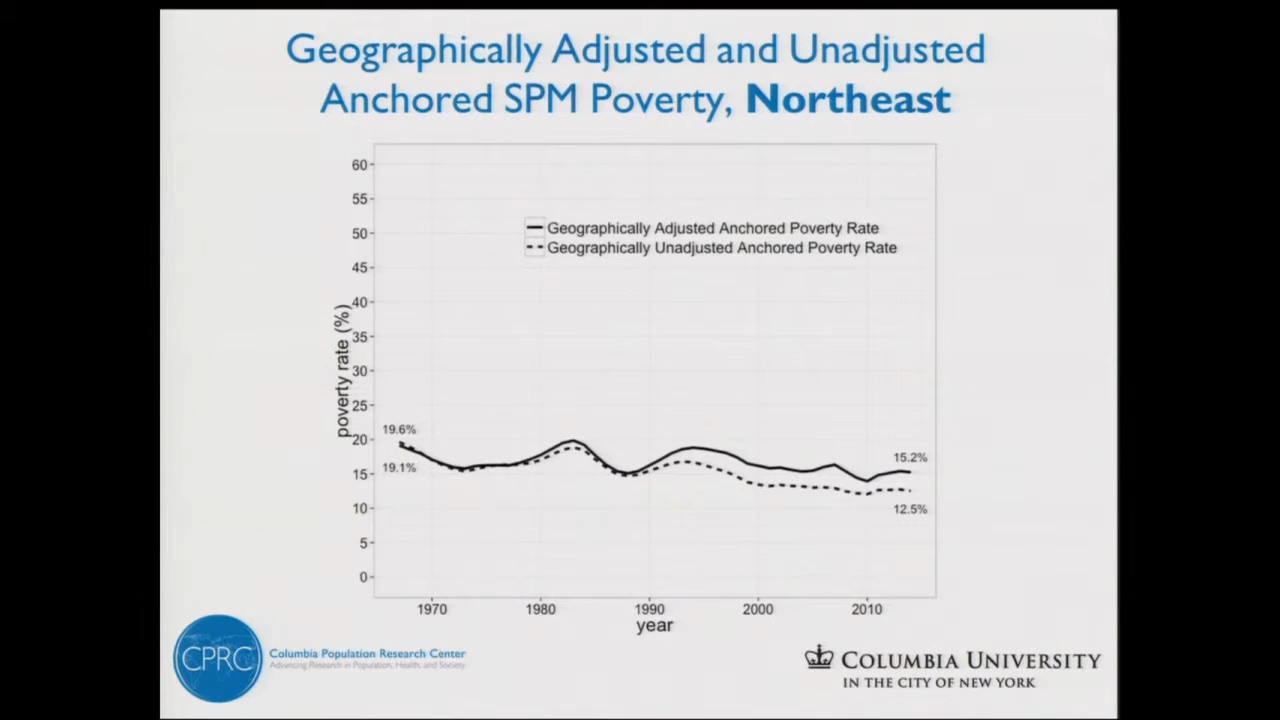 Geographically Adjusted and Unadjusted
Anchored SPM Poverty, Northeast
60
55
50
45
40
35
30
25
20
15
10
5
0
poverty rate (%)
Geographically Adjusted Anchored Poverty Rate
Geographically Unadjusted Anchored Poverty Rate
19.6%
19.1%
15.2%
12.5%
1970 1980 1990 2000 2010
year
CPRC
Columbia Population Research Center
Advancing Research in Population, Health, and Society
COLUMBIA UNIVERSITY
IN THE CITY OF NEW YORK